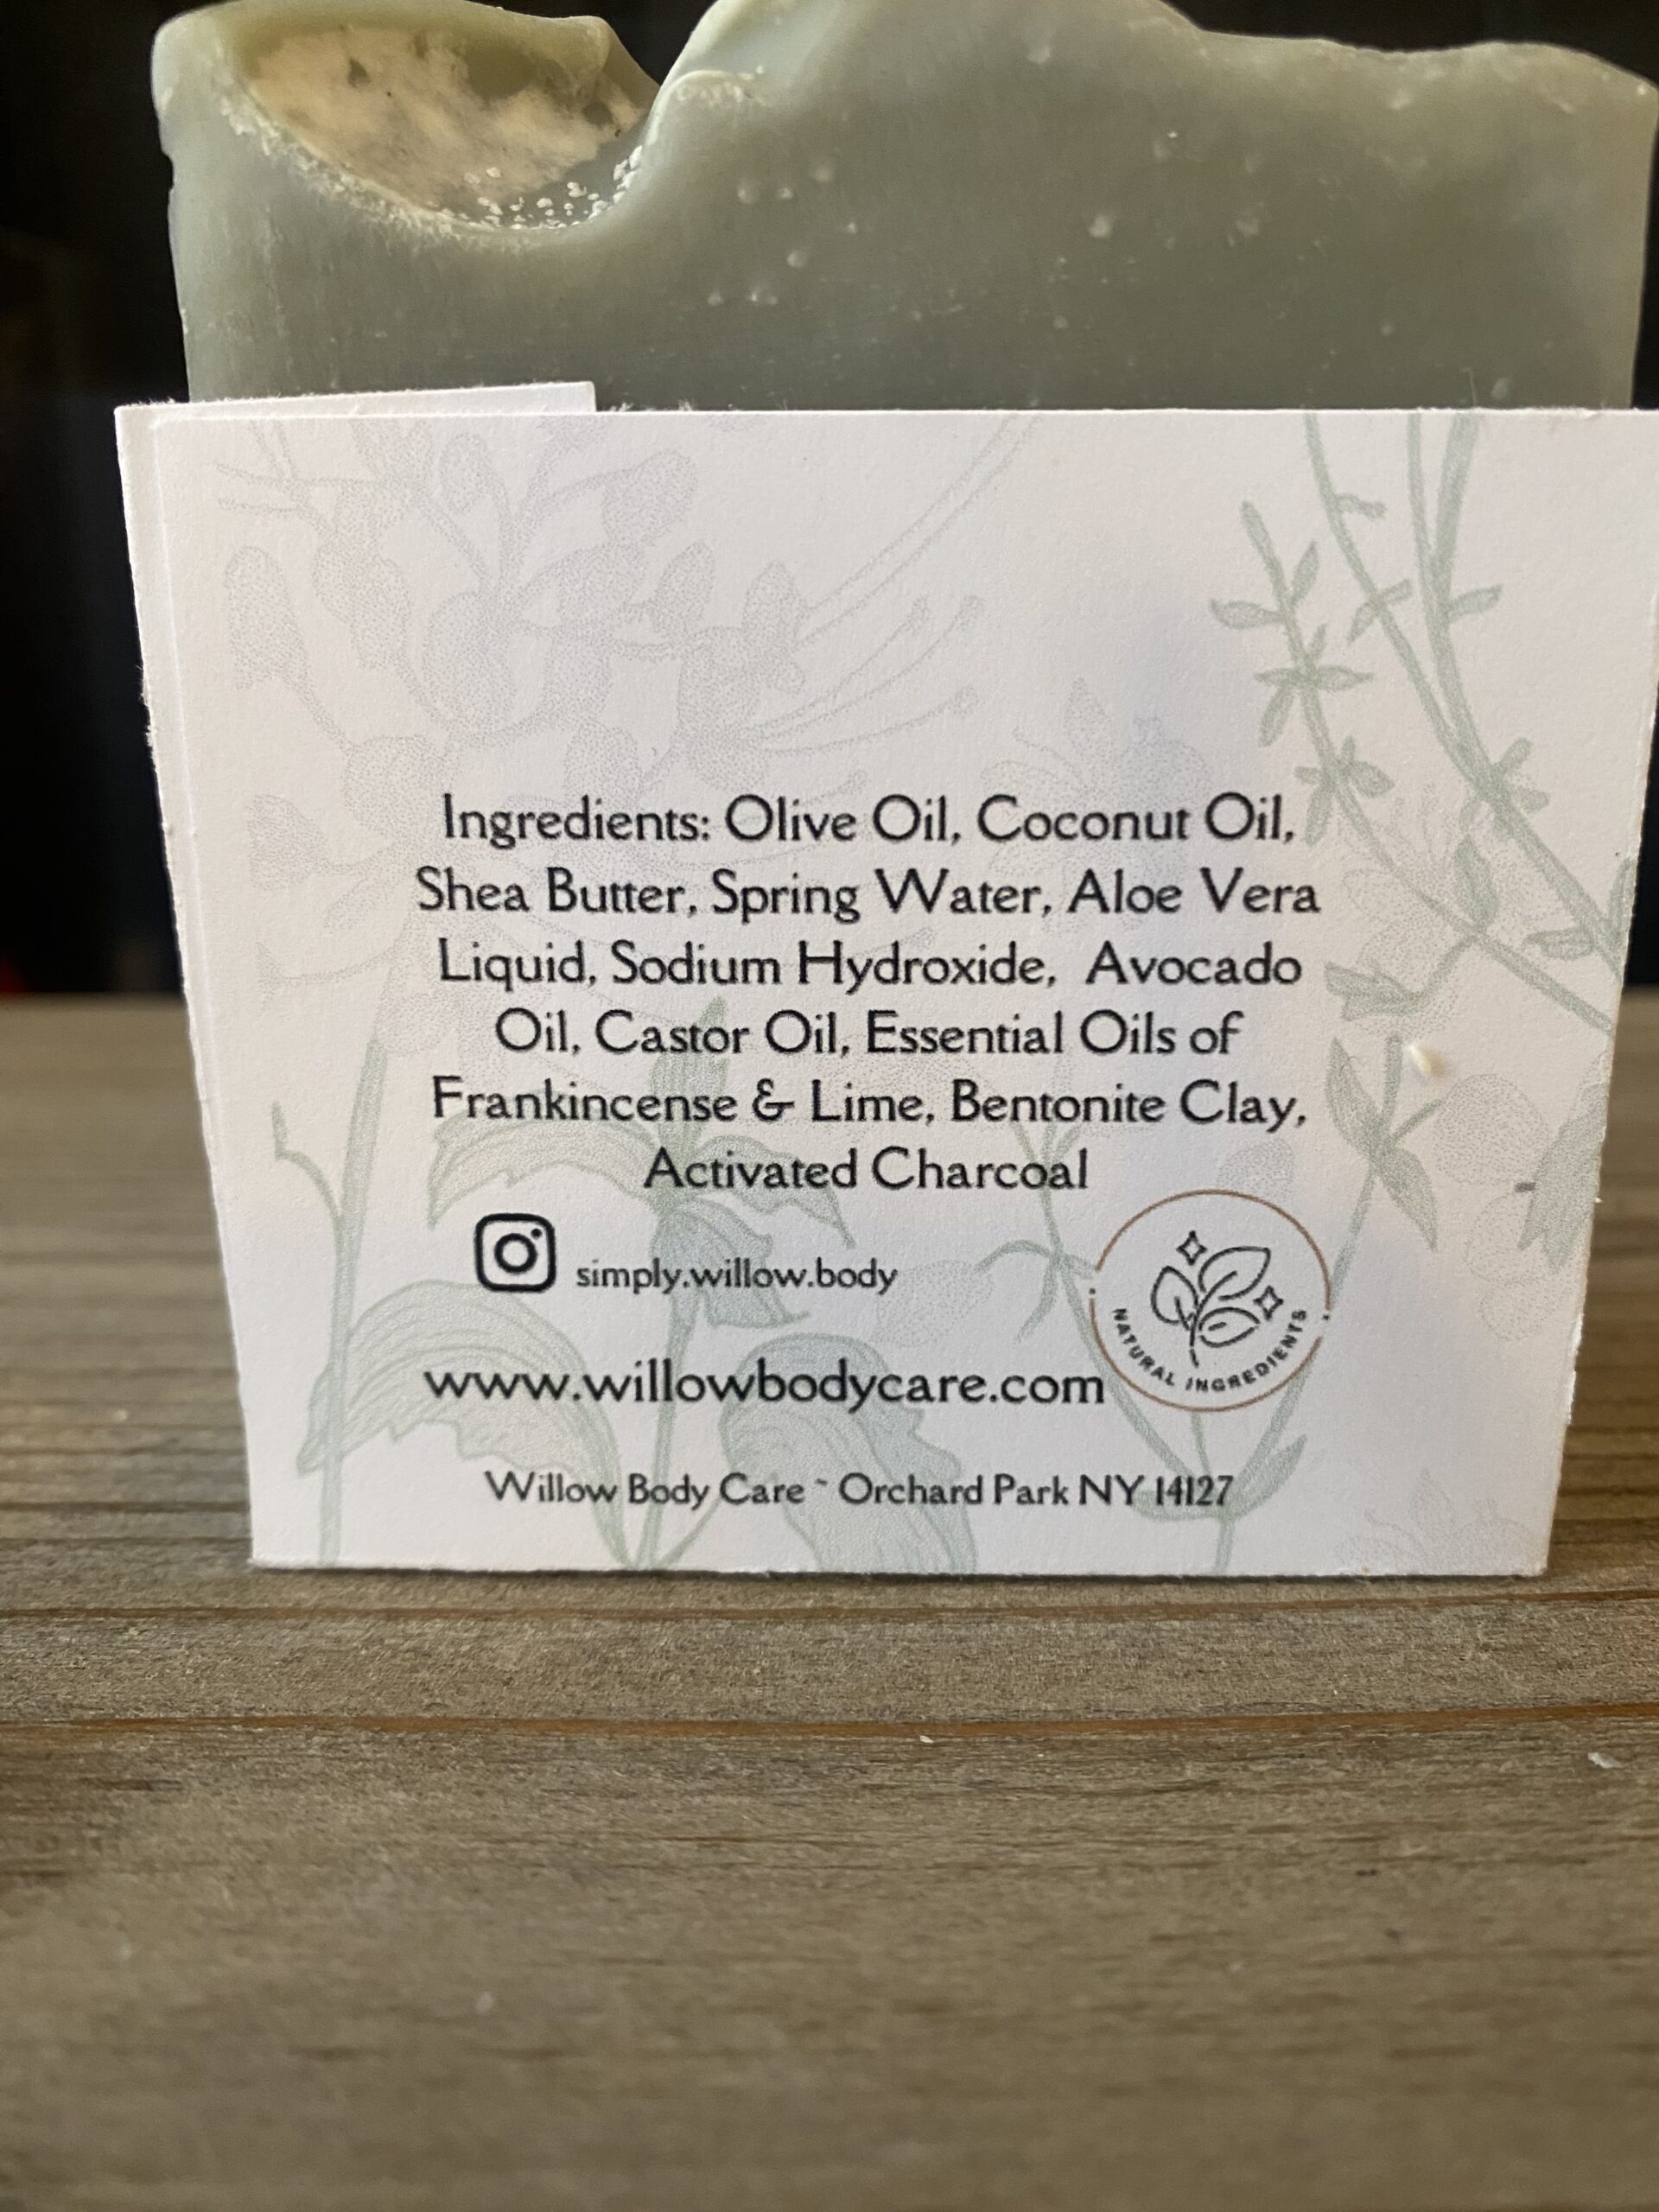 Ingredients: Olive Oil, Coconut Oil,
Shea Butter, Spring Water, Aloe Vera
Liquid, Sodium Hydroxide, Avocado
Oil, Castor Oil, Essential Oils of
Frankincense & Lime, Bentonite Clay,
Activated Charcoal
simply.willow.body
NATURAL INGREDIENTS
www.willowbodycare.com
Willow Body Care ~ Orchard Park NY 14127